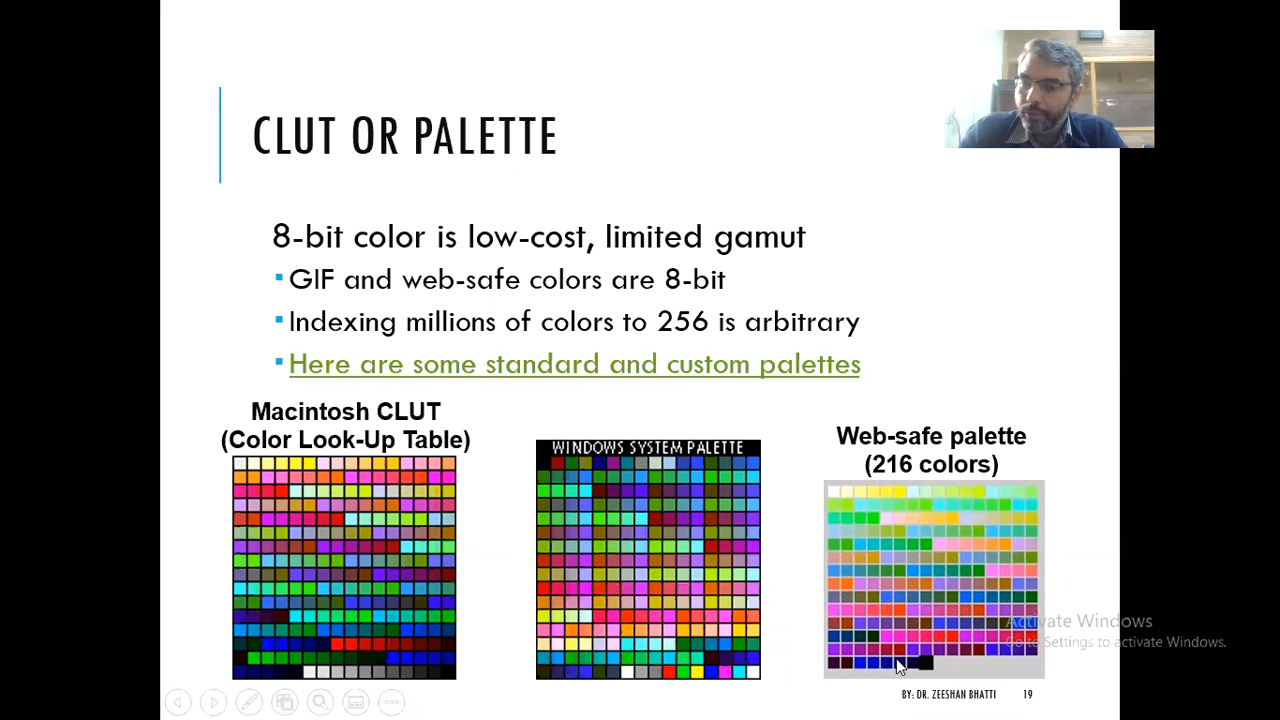 CLUT OR PALETTE
8-bit color is low-cost, limited gamut
GIF and web-safe colors are 8-bit
Indexing millions of colors to 256 is arbitrary
Here are some standard and custom palettes
Macintosh CLUT
(Color Look-Up Table)
WINDOWS SYSTEM PALETTE
Web-safe palette
(216 colors)
Activate Windows
Go to Settings to activate Windows.
BY: DR. ZEESHAN BHATTI
19